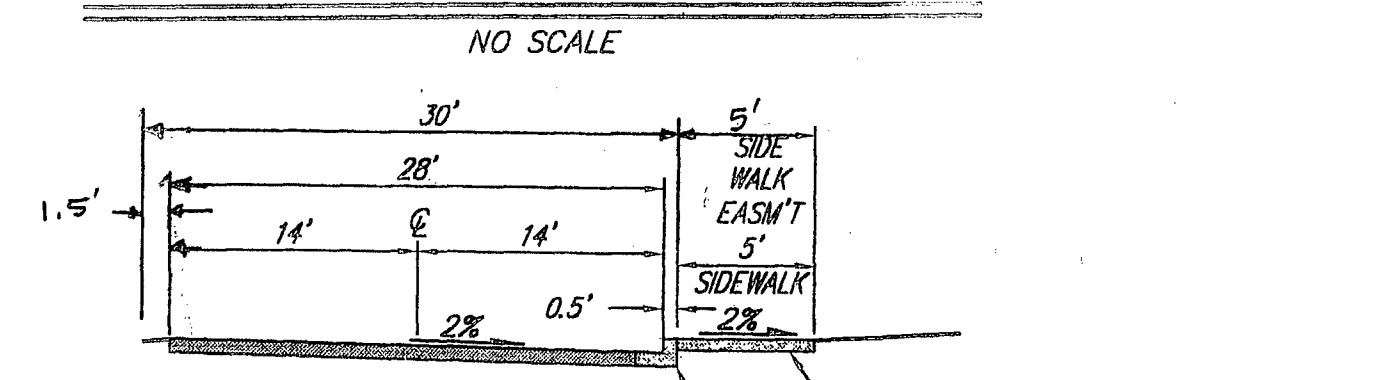 NO SCALE
30' 5'
SIDE
28' WALK
1.5' ℄ EASM'T
14' 14' 5'
SIDEWALK
0.5'
2% 2%